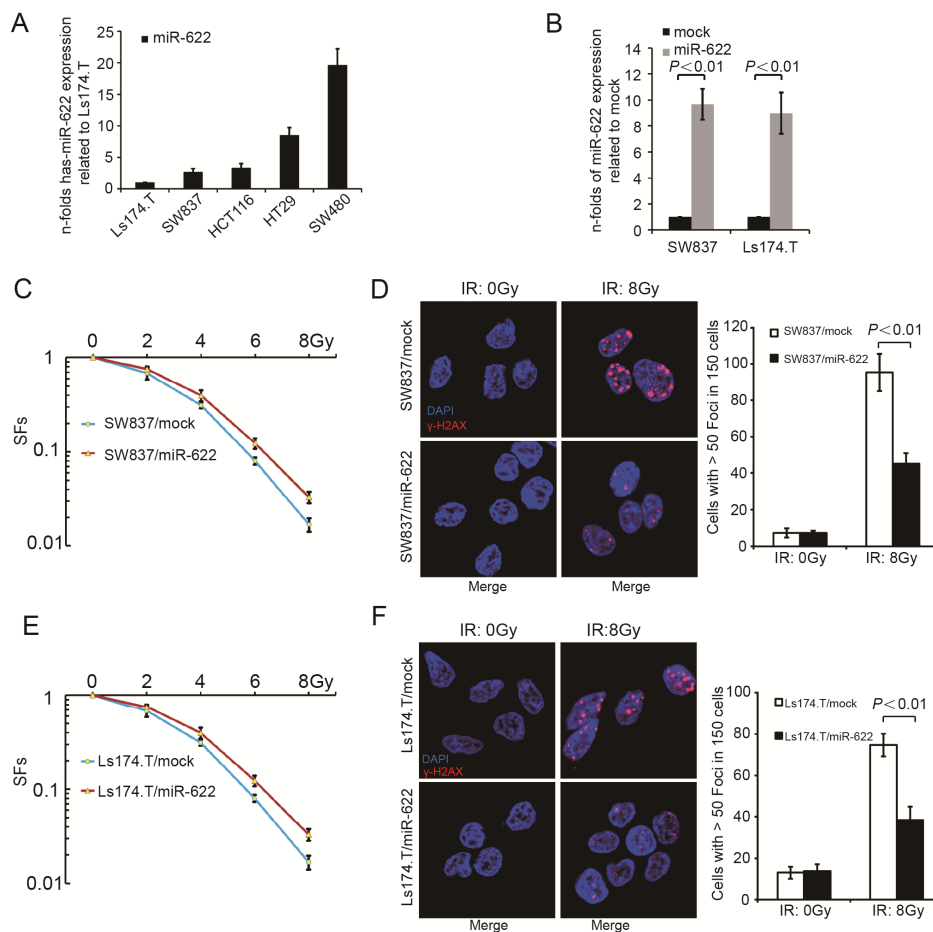 A
n-folds has-miR-622 expression
related to Ls174.T
25
20
15
10
5
0
miR-622
Ls174.T
SW837
HCT116
HT29
SW480
B
n-folds of miR-622 expression
related to mock
mock
miR-622
P＜0.01
P＜0.01
14
12
10
8
6
4
2
0
SW837
Ls174.T
C
0 2 4 6 8Gy
SFs
1
0.1
0.01
SW837/mock
SW837/miR-622
D
IR: 0Gy
IR: 8Gy
SW837/mock
DAPI
γ-H2AX
SW837/miR-622
Merge
Merge
Cells with > 50 Foci in 150 cells
120
100
80
60
40
20
0
SW837/mock
SW837/miR-622
P＜0.01
IR: 0Gy
IR: 8Gy
E
0 2 4 6 8Gy
SFs
1
0.1
0.01
Ls174.T/mock
Ls174.T/miR-622
F
IR: 0Gy
IR:8Gy
Ls174.T/mock
DAPI
γ-H2AX
Ls174.T/miR-622
Merge
Merge
Cells with > 50 Foci in 150 cells
100
80
60
40
20
0
Ls174.T/mock
Ls174.T/miR-622
P＜0.01
IR: 0Gy
IR: 8Gy